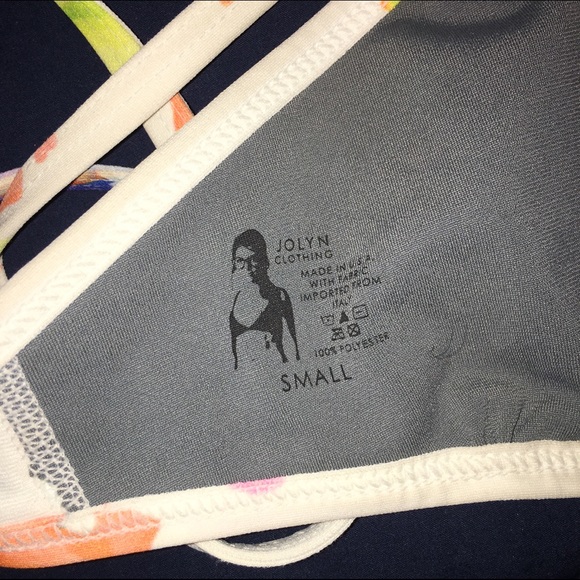 JOLYN
CLOTHING
MADE IN U.S.A.
WITH FABRIC
IMPORTED FROM
ITALY
100% POLYESTER
SMALL